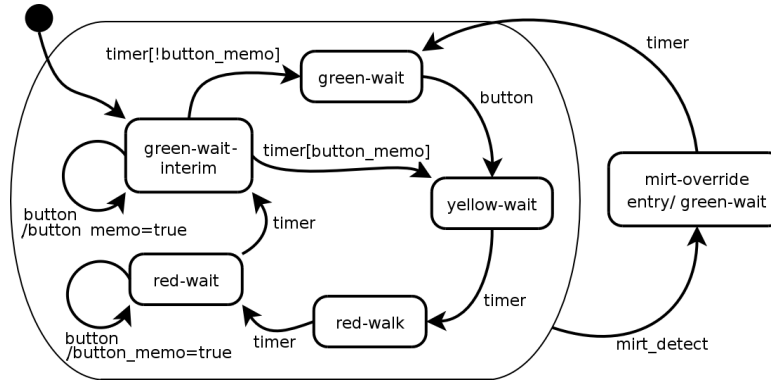 timer
timer[!button_memo]
green-wait
button
green-wait-
interim
timer[button_memo]
mirt-override
entry/ green-wait
yellow-wait
button
/button_memo=true
timer
red-wait
timer
red-walk
button
/button_memo=true
timer
mirt_detect